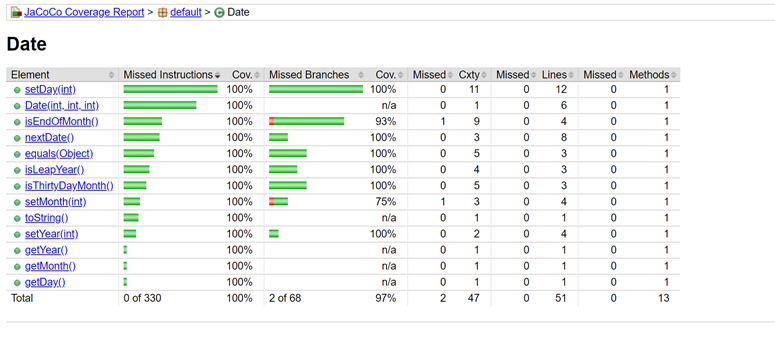 JaCoCo Coverage Report > default > Date
Date
Element Missed Instructions Cov. Missed Branches Cov. Missed Cxty Missed Lines Missed Methods
setDay(int) 100% 100% 0 11 0 12 0 1
Date(int, int, int) 100% n/a 0 1 0 6 0 1
isEndOfMonth() 100% 93% 1 9 0 4 0 1
nextDate() 100% 100% 0 3 0 8 0 1
equals(Object) 100% 100% 0 5 0 3 0 1
isLeapYear() 100% 100% 0 4 0 3 0 1
isThirtyDayMonth() 100% 100% 0 5 0 3 0 1
setMonth(int) 100% 75% 1 3 0 4 0 1
toString() 100% n/a 0 1 0 1 0 1
setYear(int) 100% 100% 0 2 0 4 0 1
getYear() 100% n/a 0 1 0 1 0 1
getMonth() 100% n/a 0 1 0 1 0 1
getDay() 100% n/a 0 1 0 1 0 1
Total 0 of 330 100% 2 of 68 97% 2 47 0 51 0 13